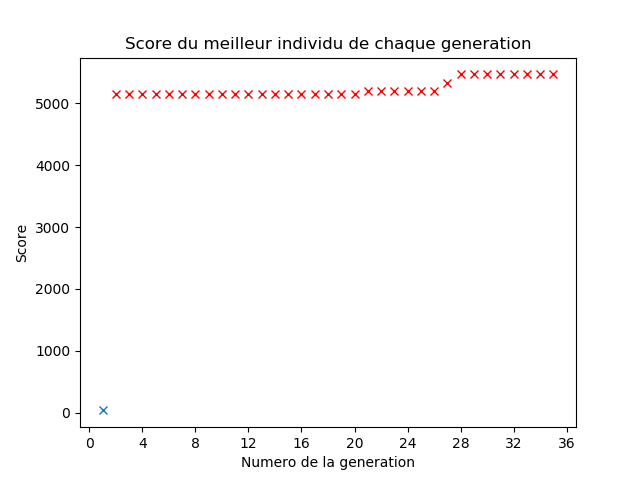 Score du meilleur individu de chaque generation
5000
4000
3000
2000
1000
0
Score
0 4 8 12 16 20 24 28 32 36
Numero de la generation